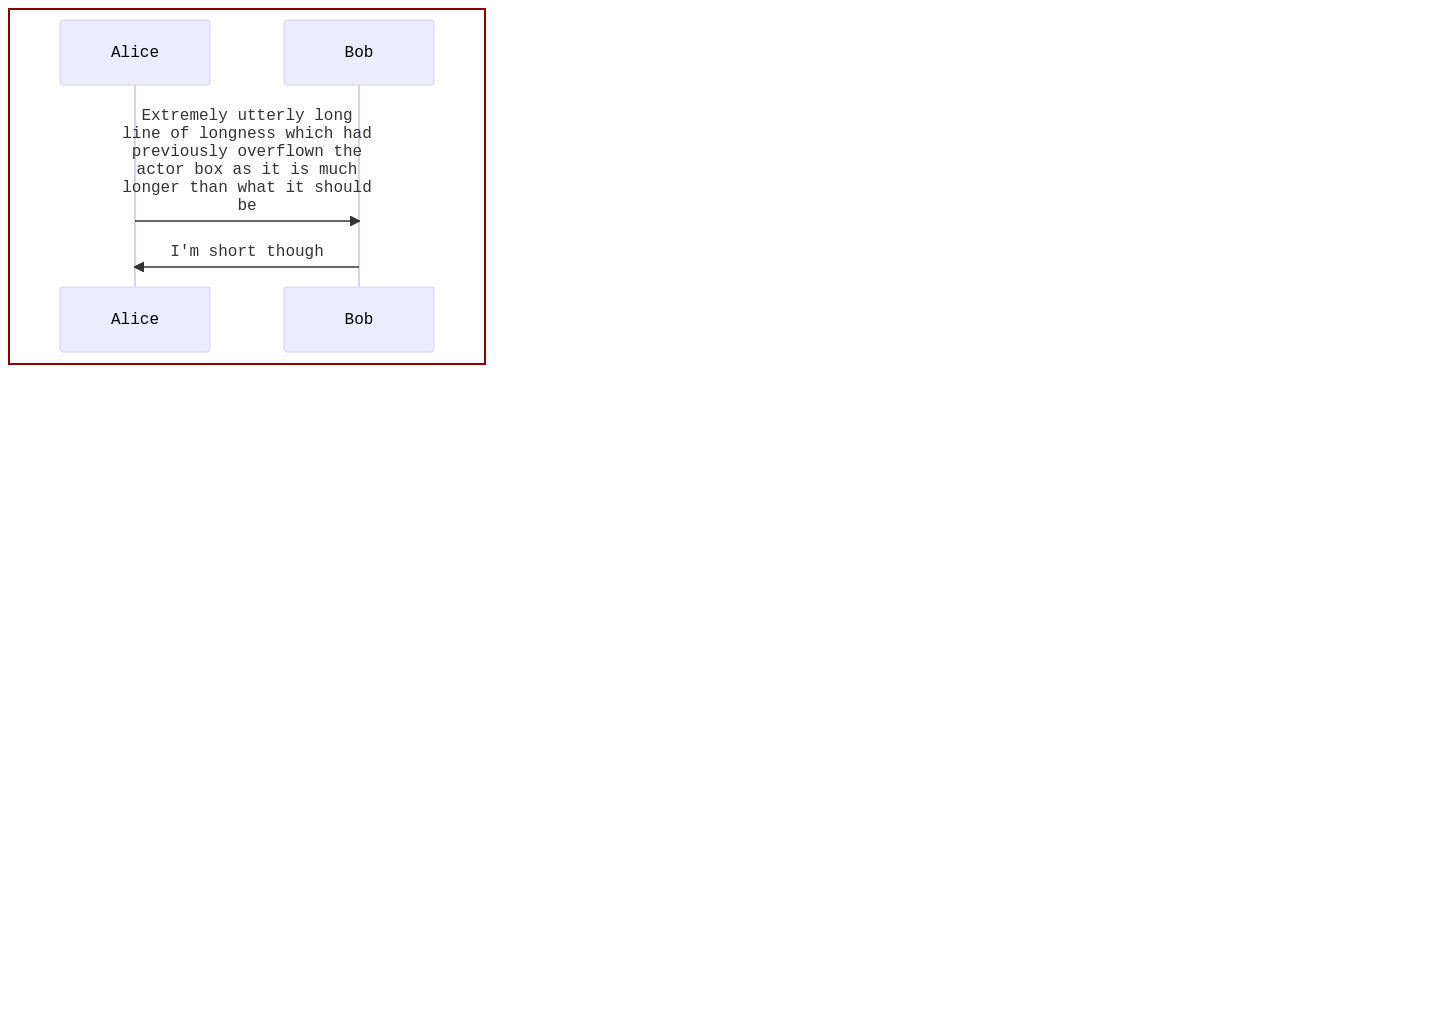 Alice
Bob
Extremely utterly long
line of longness which had
previously overflown the
actor box as it is much
longer than what it should
be
I'm short though
Alice
Bob